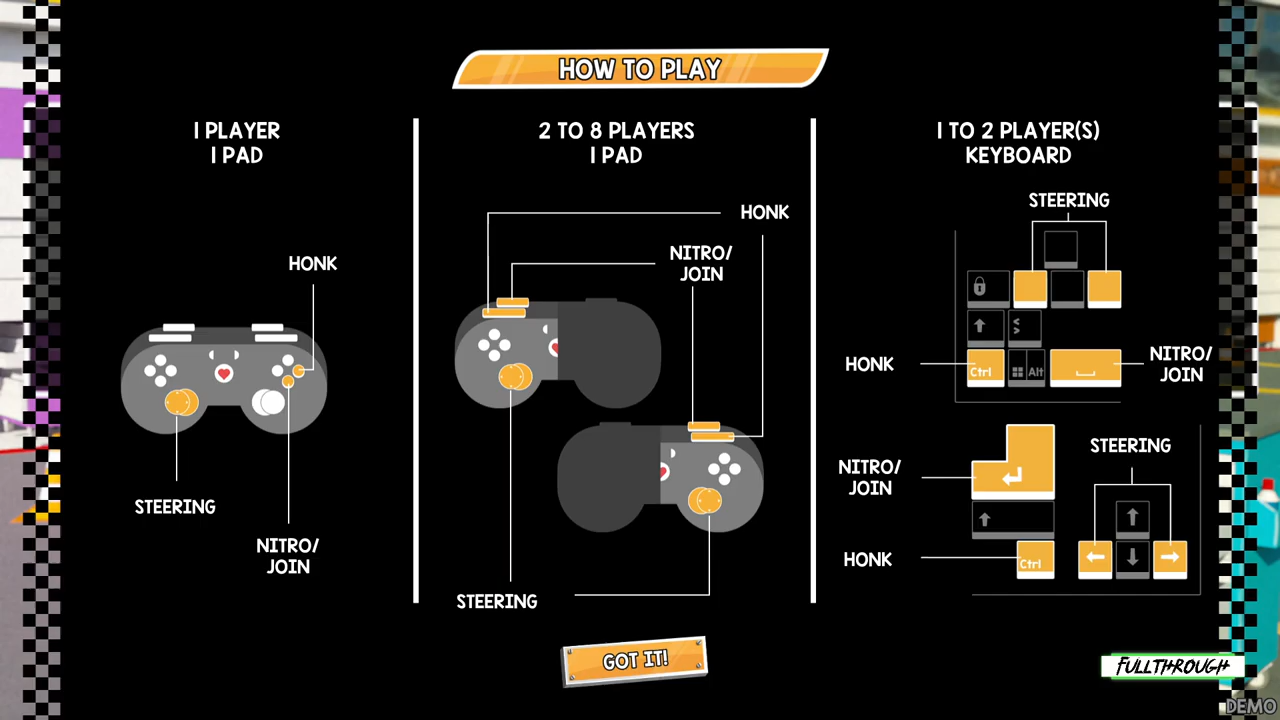 HOW TO PLAY
1 PLAYER
1 PAD
HONK
STEERING
NITRO/
JOIN
2 TO 8 PLAYERS
1 PAD
HONK
NITRO/
JOIN
STEERING
1 TO 2 PLAYER(S)
KEYBOARD
STEERING
HONK
Ctrl
Alt
NITRO/
JOIN
NITRO/
JOIN
STEERING
HONK
Ctrl
GOT IT!
FULLTHROUGH
DEMO